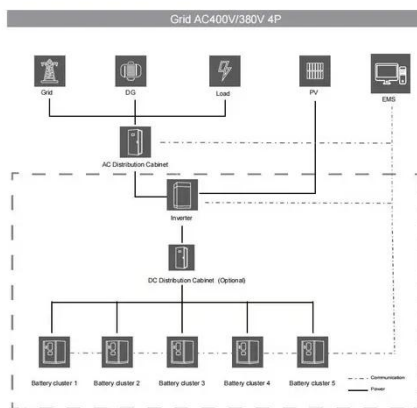 Grid AC400V/380V 4P
Grid
DG
Load
PV
EMS
AC Distribution Cabinet
Inverter
DC Distribution Cabinet (Optional)
Battery cluster 1
Battery cluster 2
Battery cluster 3
Battery cluster 4
Battery cluster 5
Communication
Power